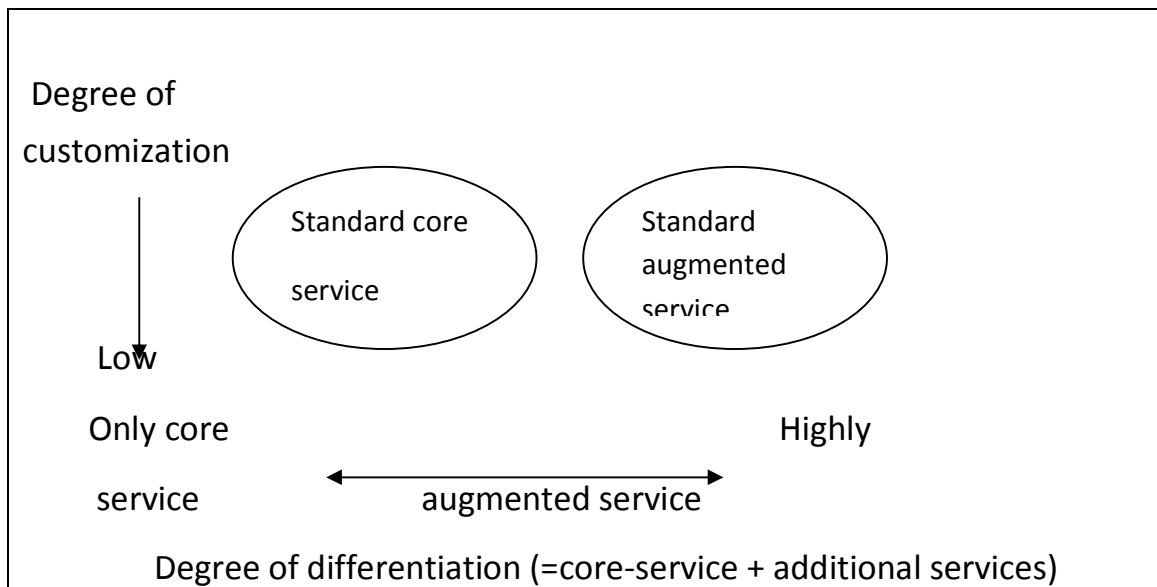 Degree of
customization
Standard core
service
Standard
augmented
service
Low
Only core
Highly
service
augmented service
Degree of differentiation (=core-service + additional services)